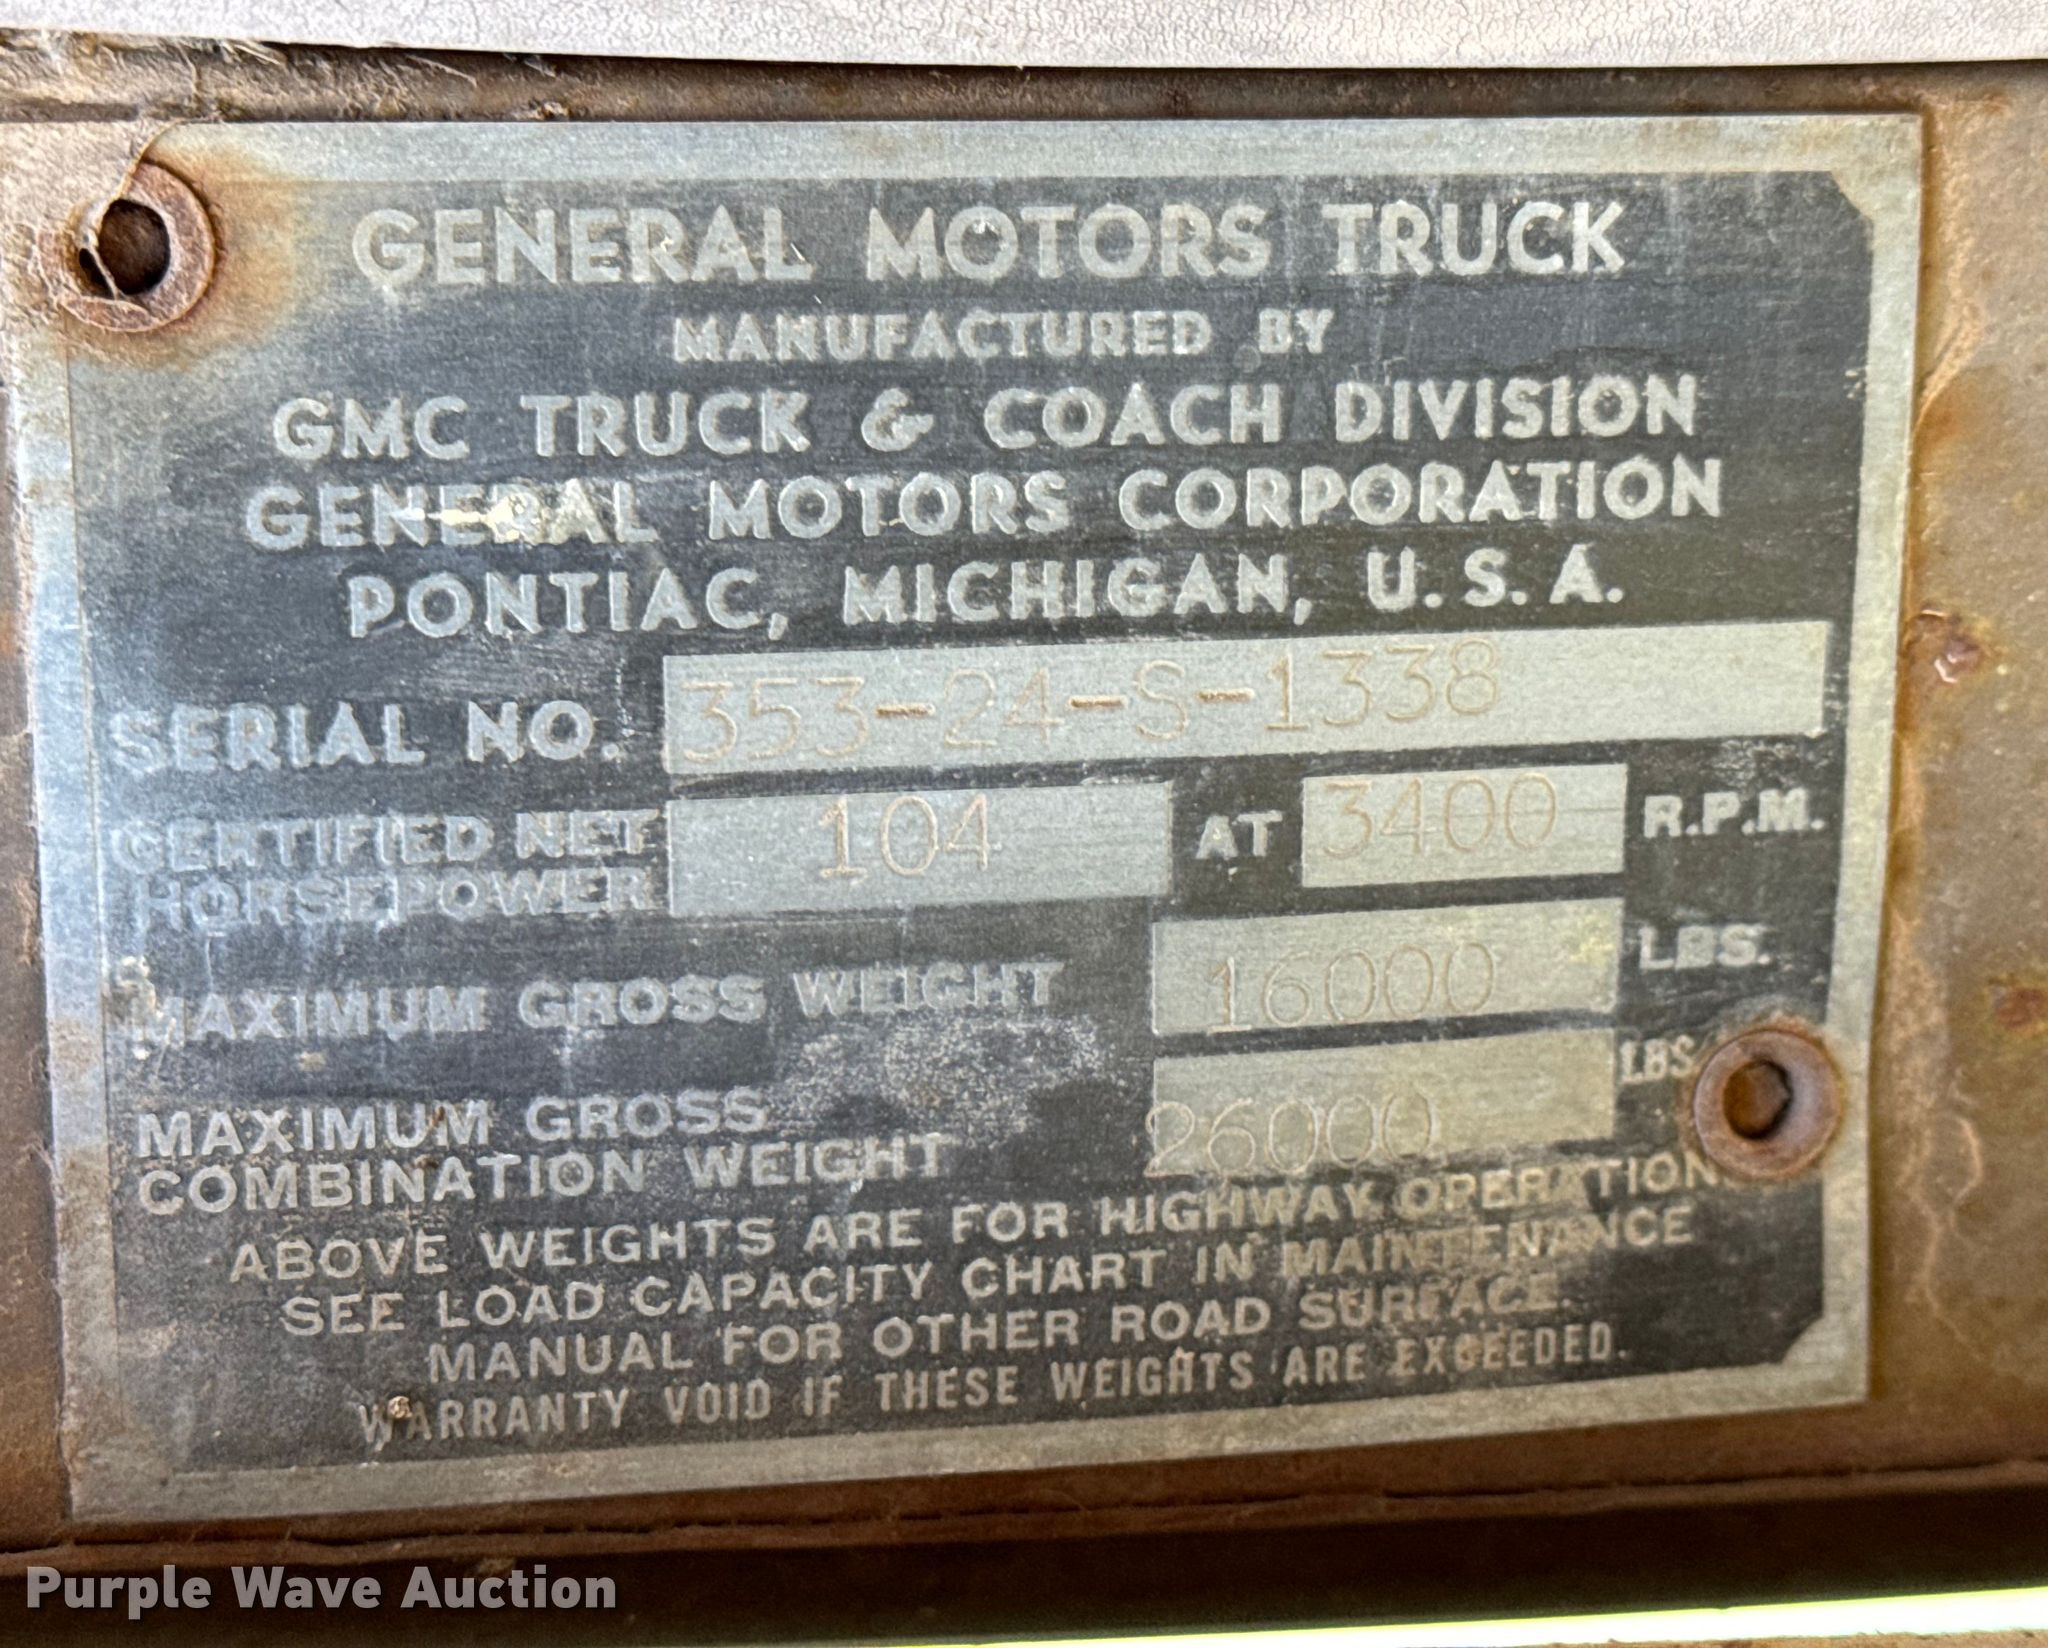 GENERAL MOTORS TRUCK
MANUFACTURED BY
GMC TRUCK & COACH DIVISION
GENERAL MOTORS CORPORATION
PONTIAC, MICHIGAN, U.S.A.
SERIAL NO. 353-24-S-1338
CERTIFIED NET HORSEPOWER 104 AT 3400 R.P.M.
MAXIMUM GROSS WEIGHT 16000 LBS.
MAXIMUM GROSS COMBINATION WEIGHT 26000 LBS
ABOVE WEIGHTS ARE FOR HIGHWAY OPERATION.
SEE LOAD CAPACITY CHART IN MAINTENANCE
MANUAL FOR OTHER ROAD SURFACE.
WARRANTY VOID IF THESE WEIGHTS ARE EXCEEDED.
Purple Wave Auction